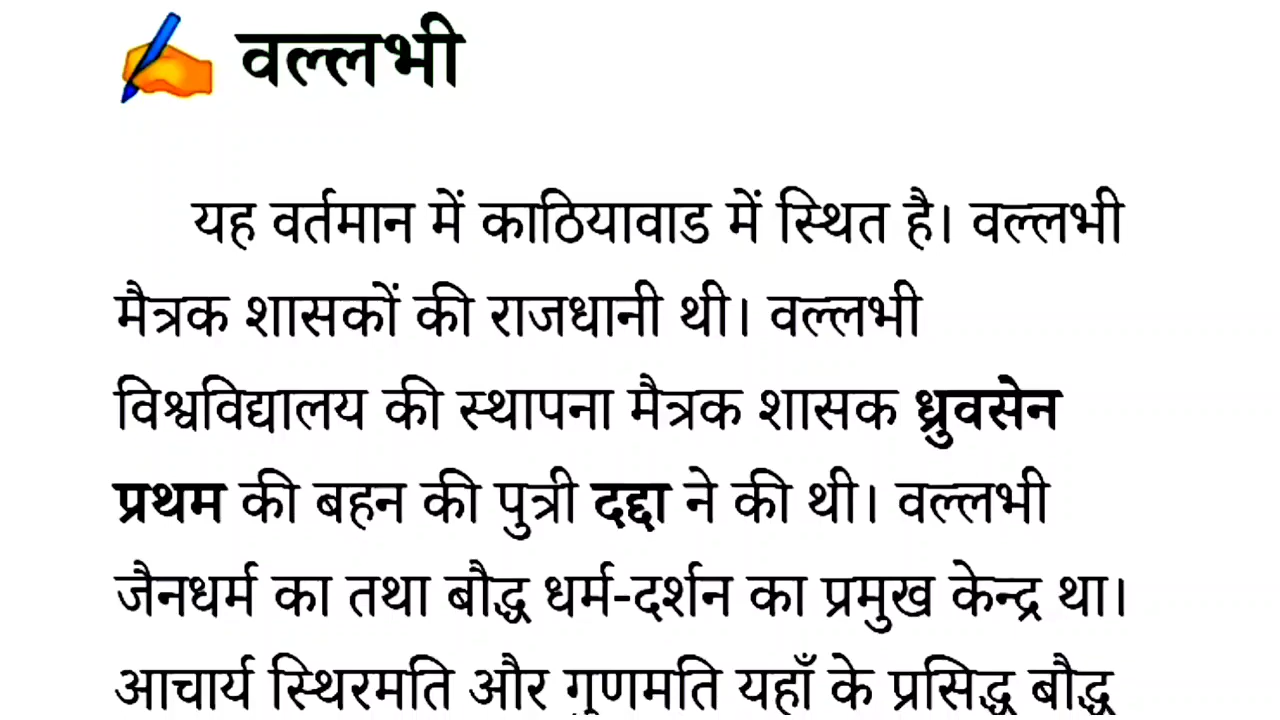 वल्लभी
यह वर्तमान में काठियावाड में स्थित है। वल्लभी
मैत्रक शासकों की राजधानी थी। वल्लभी
विश्वविद्यालय की स्थापना मैत्रक शासक ध्रुवसेन
प्रथम की बहन की पुत्री दद्दा ने की थी। वल्लभी
जैनधर्म का तथा बौद्ध धर्म-दर्शन का प्रमुख केन्द्र था।
आचार्य स्थिरमति और गुणमति यहाँ के प्रसिद्ध बौद्ध